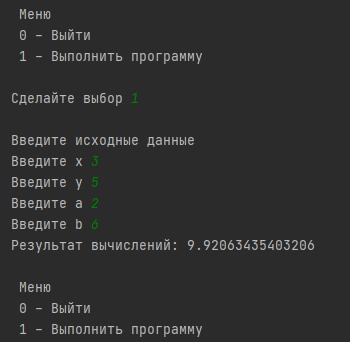 Меню
0 – Выйти
1 – Выполнить программу
Сделайте выбор 1
Введите исходные данные
Введите x 3
Введите y 5
Введите a 2
Введите b 6
Результат вычислений: 9.92063435403206
Меню
0 – Выйти
1 – Выполнить программу